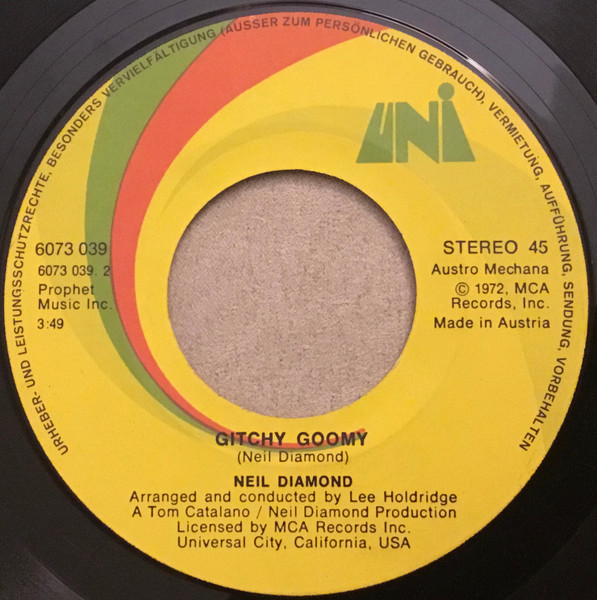 URHEBER- UND LEISTUNGSSCHUTZRECHTE, BESONDERS VERVIELFÄLTIGUNG (AUSSER ZUM PERSÖNLICHEN GEBRAUCH), VERMIETUNG, AUFFÜHRUNG, SENDUNG, VORBEHALTEN
UNI
6073 039
6073 039. 2
Prophet
Music Inc.
3:49
STEREO 45
Austro Mechana
© 1972, MCA
Records, Inc.
Made in Austria
GITCHY GOOMY
(Neil Diamond)
NEIL DIAMOND
Arranged and conducted by Lee Holdridge
A Tom Catalano / Neil Diamond Production
Licensed by MCA Records Inc.
Universal City, California, USA